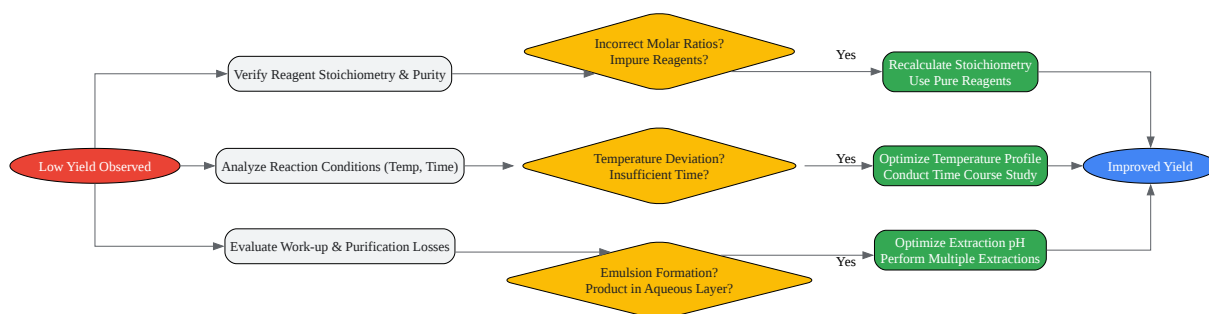 Verify Reagent Stoichiometry & Purity
Incorrect Molar Ratios?
Impure Reagents?
Yes
Recalculate Stoichiometry
Use Pure Reagents
Low Yield Observed
Analyze Reaction Conditions (Temp, Time)
Temperature Deviation?
Insufficient Time?
Yes
Optimize Temperature Profile
Conduct Time Course Study
Improved Yield
Evaluate Work-up & Purification Losses
Emulsion Formation?
Product in Aqueous Layer?
Yes
Optimize Extraction pH
Perform Multiple Extractions